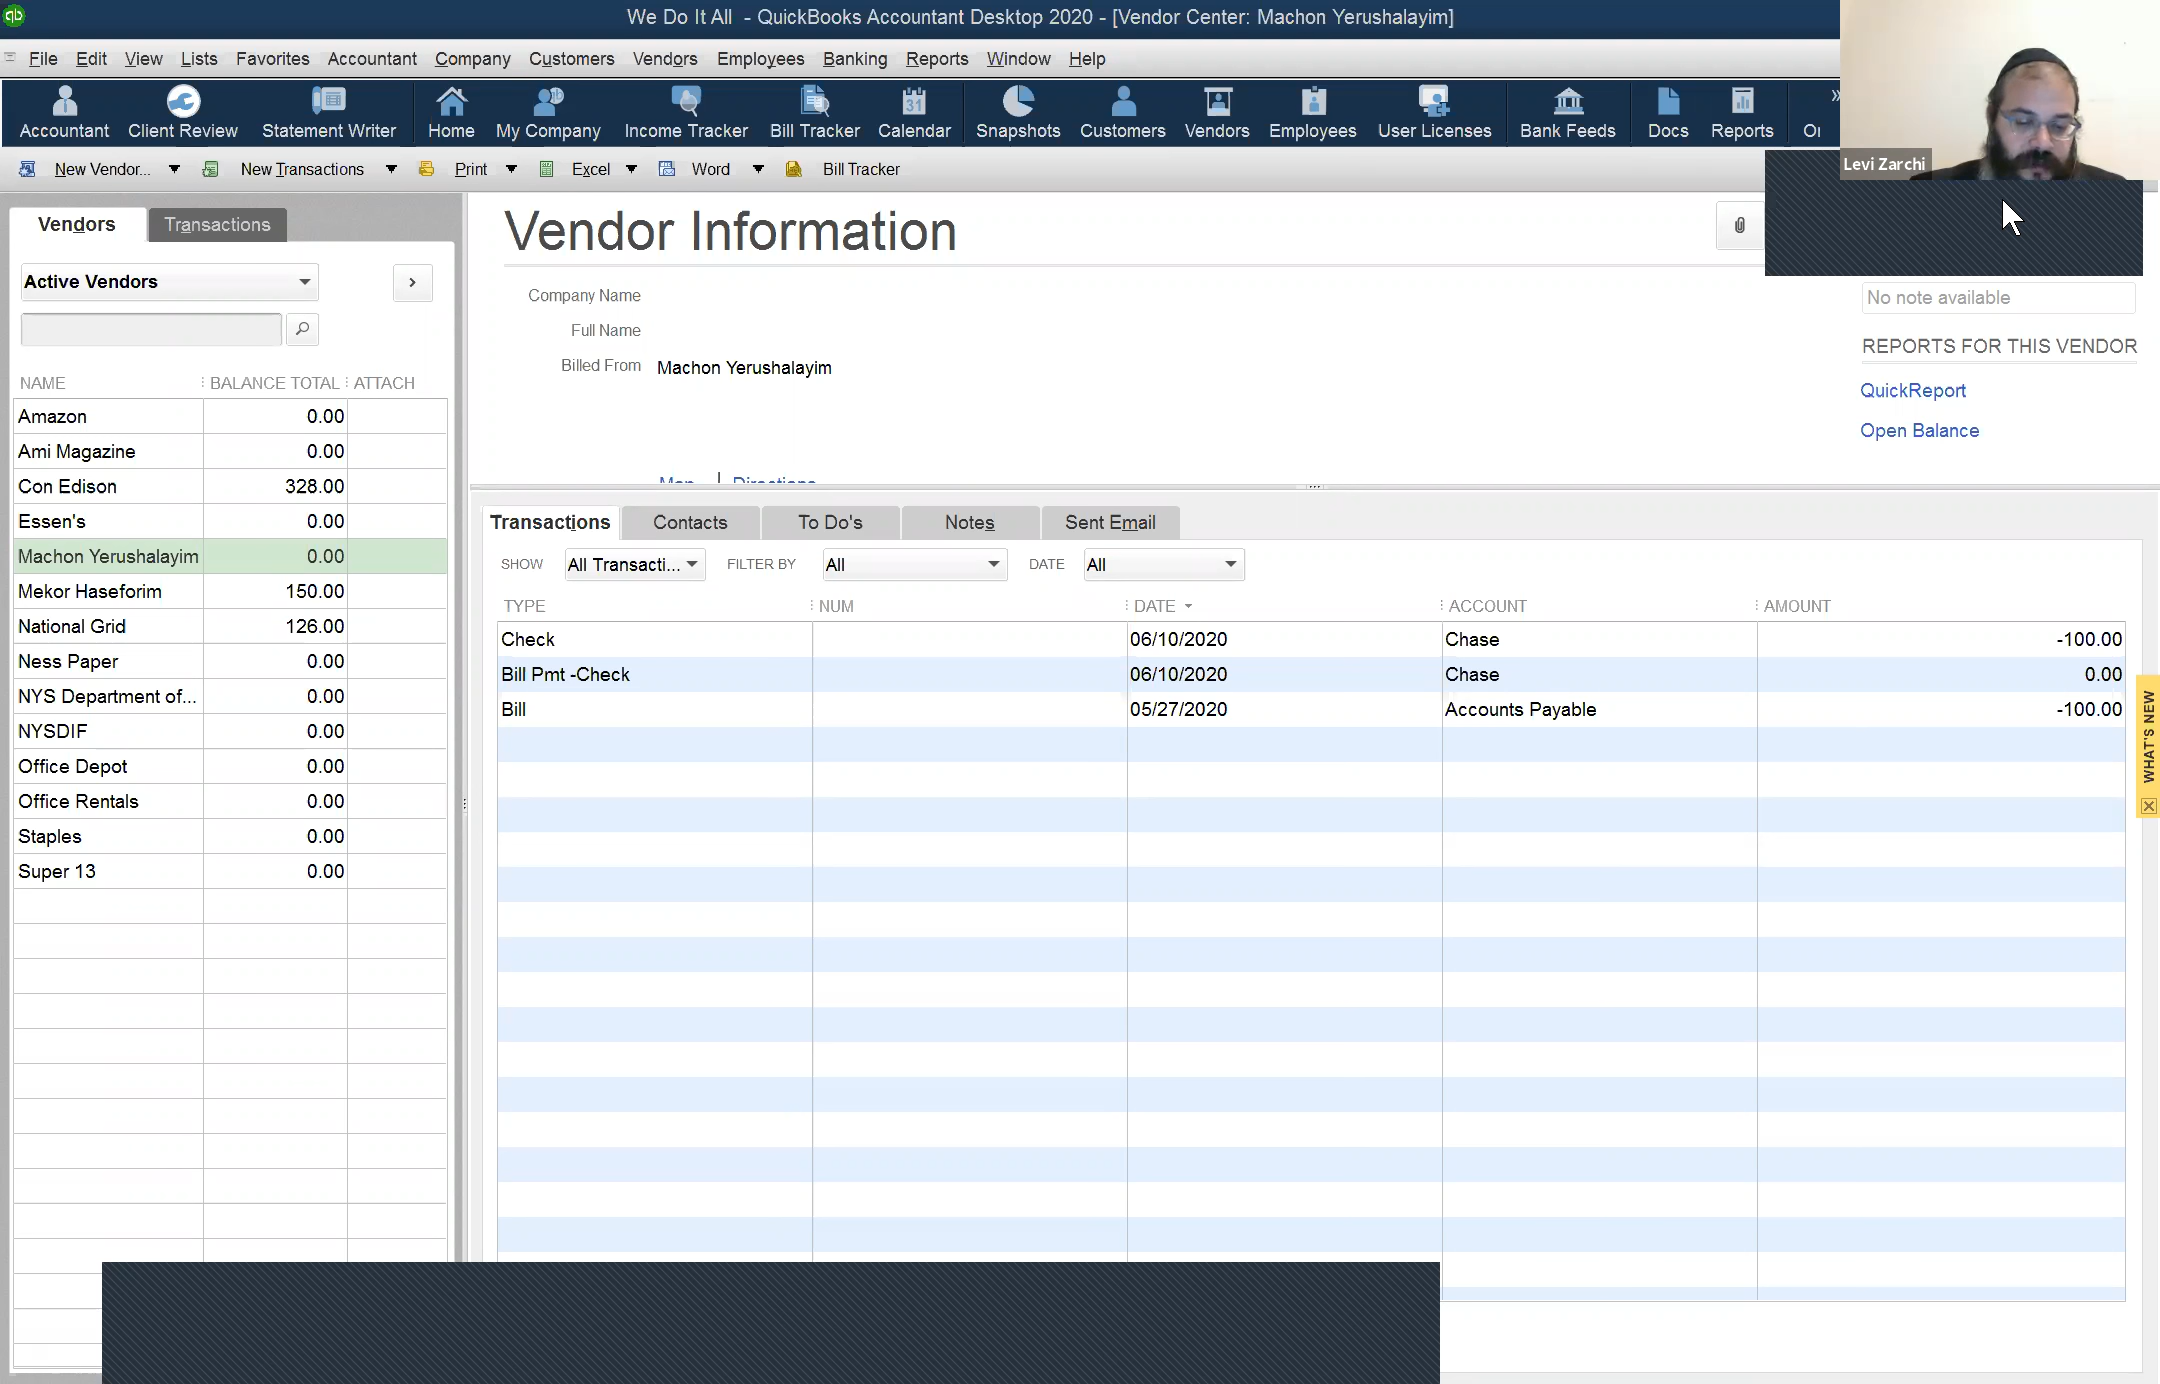 We Do It All - QuickBooks Accountant Desktop 2020 - [Vendor Center: Machon Yerushalayim]
File Edit View Lists Favorites Accountant Company Customers Vendors Employees Banking Reports Window Help
Accountant Client Review Statement Writer Home My Company Income Tracker Bill Tracker Calendar Snapshots Customers Vendors Employees User Licenses Bank Feeds Docs Reports
31
Levi Zarchi
New Vendor... New Transactions Print Excel Word Bill Tracker
Vendors Transactions
Vendor Information
Active Vendors
Company Name
Full Name
Billed From Machon Yerushalayim
Map | Directions
No note available
REPORTS FOR THIS VENDOR
QuickReport
Open Balance
NAME BALANCE TOTAL ATTACH
Amazon 0.00
Ami Magazine 0.00
Con Edison 328.00
Essen's 0.00
Machon Yerushalayim 0.00
Mekor Haseforim 150.00
National Grid 126.00
Ness Paper 0.00
NYS Department of... 0.00
NYSDIF 0.00
Office Depot 0.00
Office Rentals 0.00
Staples 0.00
Super 13 0.00
Transactions Contacts To Do's Notes Sent Email
SHOW All Transacti... FILTER BY All DATE All
TYPE NUM DATE ACCOUNT AMOUNT
Check 06/10/2020 Chase -100.00
Bill Pmt -Check 06/10/2020 Chase 0.00
Bill 05/27/2020 Accounts Payable -100.00
WHAT'S NEW